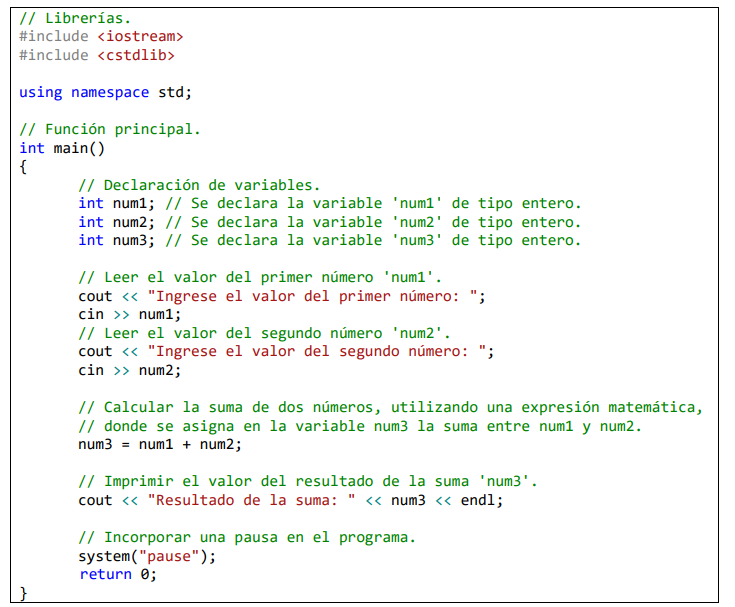 // Librerías.
#include <iostream>
#include <cstdlib>
using namespace std;
// Función principal.
int main()
{
// Declaración de variables.
int num1; // Se declara la variable 'num1' de tipo entero.
int num2; // Se declara la variable 'num2' de tipo entero.
int num3; // Se declara la variable 'num3' de tipo entero.
// Leer el valor del primer número 'num1'.
cout << "Ingrese el valor del primer número: ";
cin >> num1;
// Leer el valor del segundo número 'num2'.
cout << "Ingrese el valor del segundo número: ";
cin >> num2;
// Calcular la suma de dos números, utilizando una expresión matemática,
// donde se asigna en la variable num3 la suma entre num1 y num2.
num3 = num1 + num2;
// Imprimir el valor del resultado de la suma 'num3'.
cout << "Resultado de la suma: " << num3 << endl;
// Incorporar una pausa en el programa.
system("pause");
return 0;
}